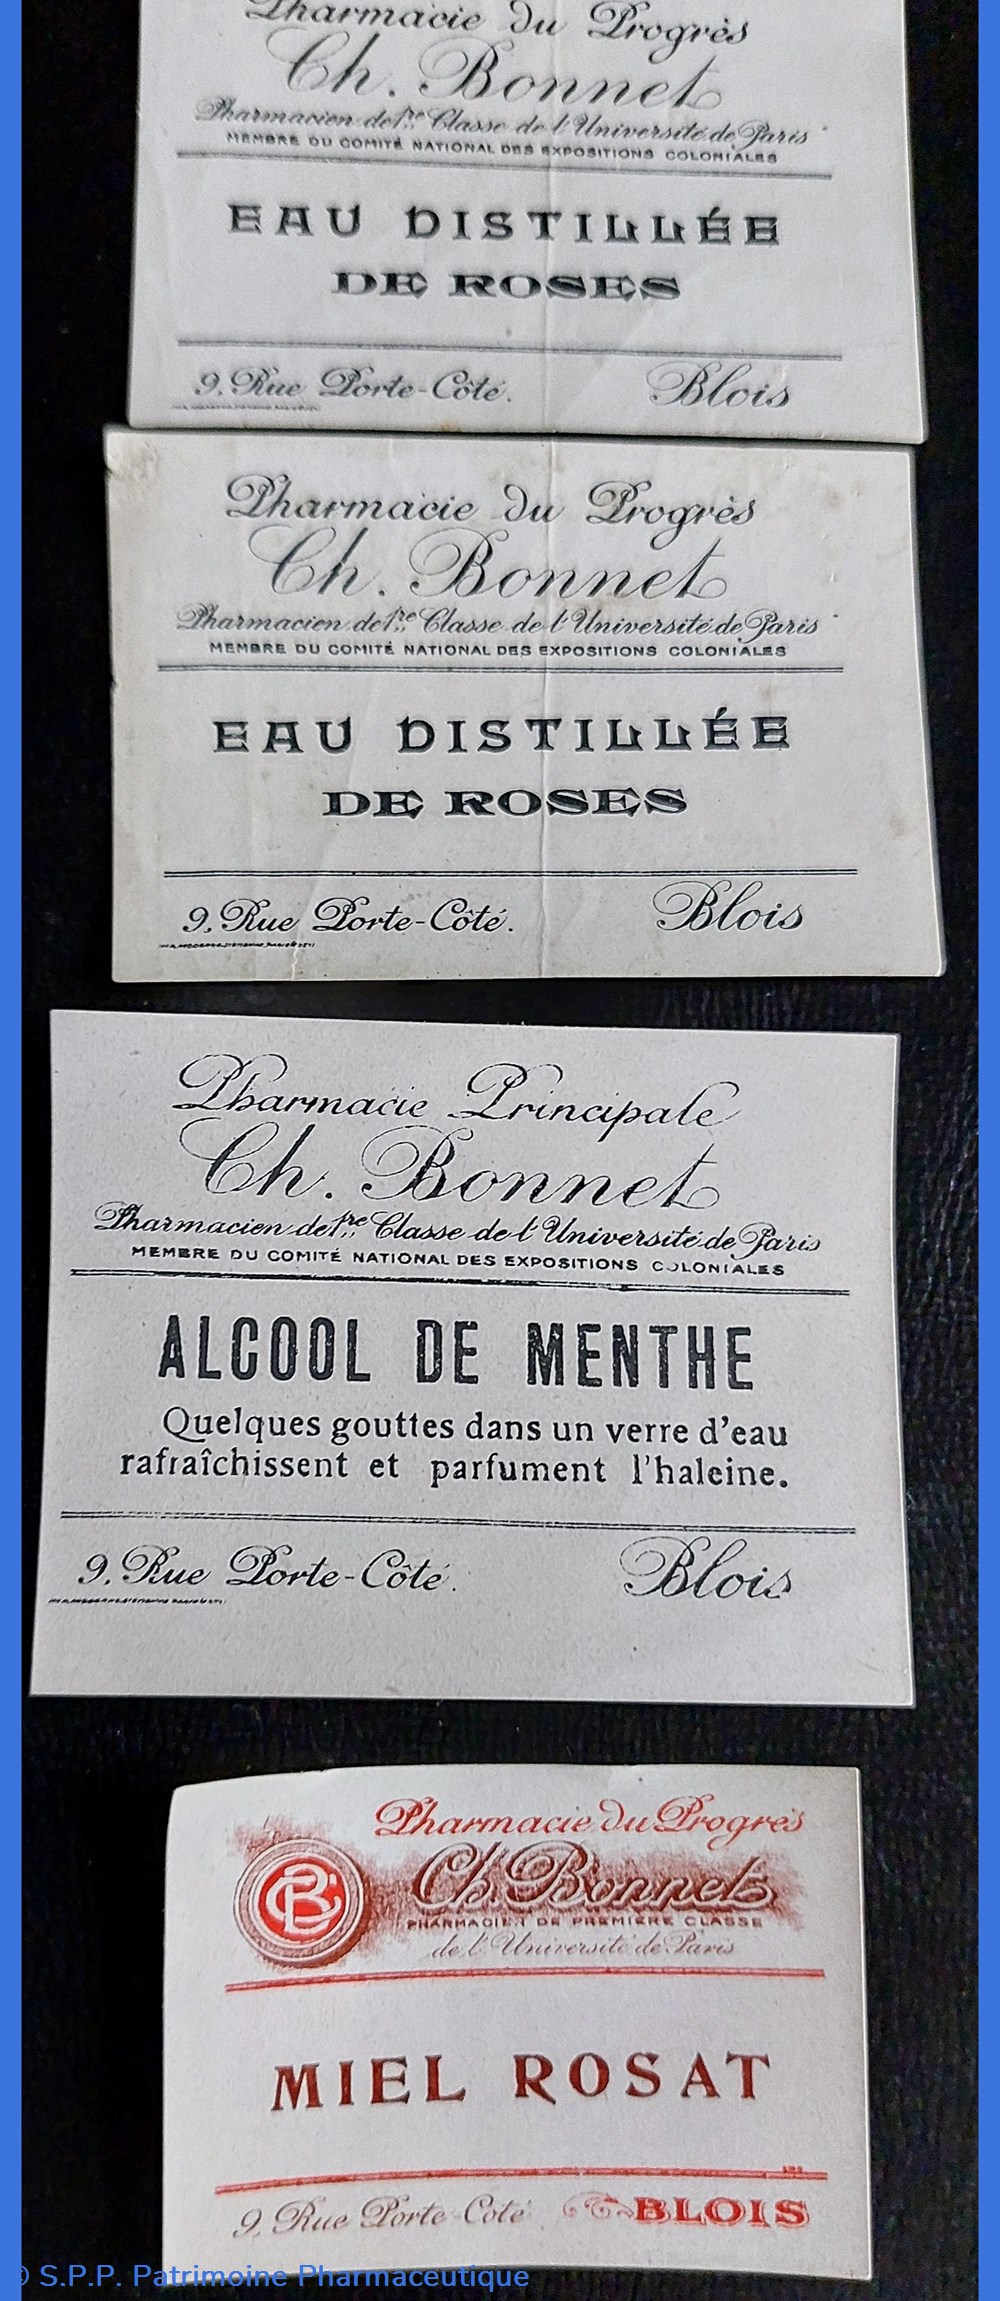 Pharmacie du Progrès
Ch. Bonnet
Pharmacien de 1re Classe de l'Université de Paris
MEMBRE DU COMITÉ NATIONAL DES EXPOSITIONS COLONIALES
EAU DISTILLÉE
DE ROSES
9, Rue Porte-Côté.
Blois
Pharmacie du Progrès
Ch. Bonnet
Pharmacien de 1re Classe de l'Université de Paris
MEMBRE DU COMITÉ NATIONAL DES EXPOSITIONS COLONIALES
EAU DISTILLÉE
DE ROSES
9, Rue Porte-Côté.
Blois
Pharmacie Principale
Ch. Bonnet
Pharmacien de 1re Classe de l'Université de Paris
MEMBRE DU COMITÉ NATIONAL DES EXPOSITIONS COLONIALES
ALCOOL DE MENTHE
Quelques gouttes dans un verre d'eau
rafraîchissent et parfument l'haleine.
9, Rue Porte-Côté.
Blois
Pharmacie du Progrès
Ch. Bonnet
PHARMACIEN DE PREMIÈRE CLASSE
de l'Université de Paris
MIEL ROSAT
9, Rue Porte-Côté
BLOIS
© S.P.P. Patrimoine Pharmaceutique